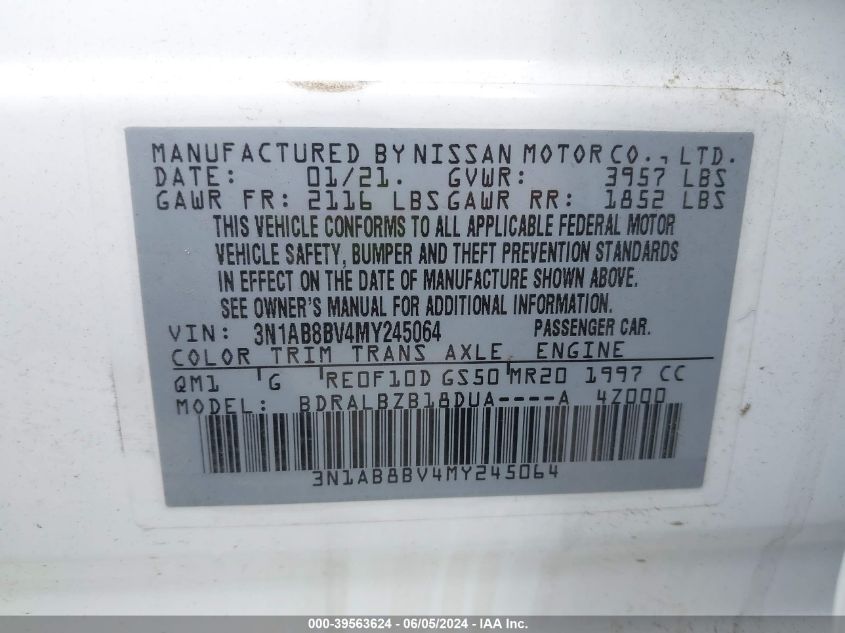 MANUFACTURED BY NISSAN MOTOR CO., LTD.
DATE: 01/21. GVWR: 3957 LBS
GAWR FR: 2116 LBS GAWR RR: 1852 LBS
THIS VEHICLE CONFORMS TO ALL APPLICABLE FEDERAL MOTOR
VEHICLE SAFETY, BUMPER AND THEFT PREVENTION STANDARDS
IN EFFECT ON THE DATE OF MANUFACTURE SHOWN ABOVE.
SEE OWNER'S MANUAL FOR ADDITIONAL INFORMATION.
VIN: 3N1AB8BV4MY245064 PASSENGER CAR.
COLOR TRIM TRANS AXLE ENGINE
QM1 G RE0F10D GS50 MR20 1997 CC
MODEL: BDRALBZB18DUA----A 4Z000
3N1AB8BV4MY245064
000-39563624 - 06/05/2024 - IAAI Inc.